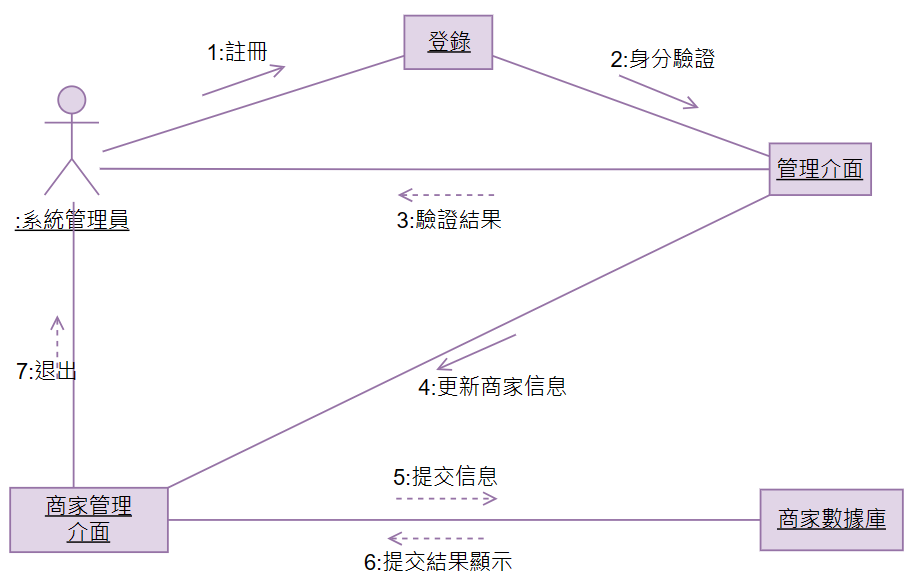 登錄
1:註冊
2:身分驗證
管理介面
:系統管理員
3:驗證結果
7:退出
4:更新商家信息
5:提交信息
商家管理
介面
商家數據庫
6:提交結果顯示